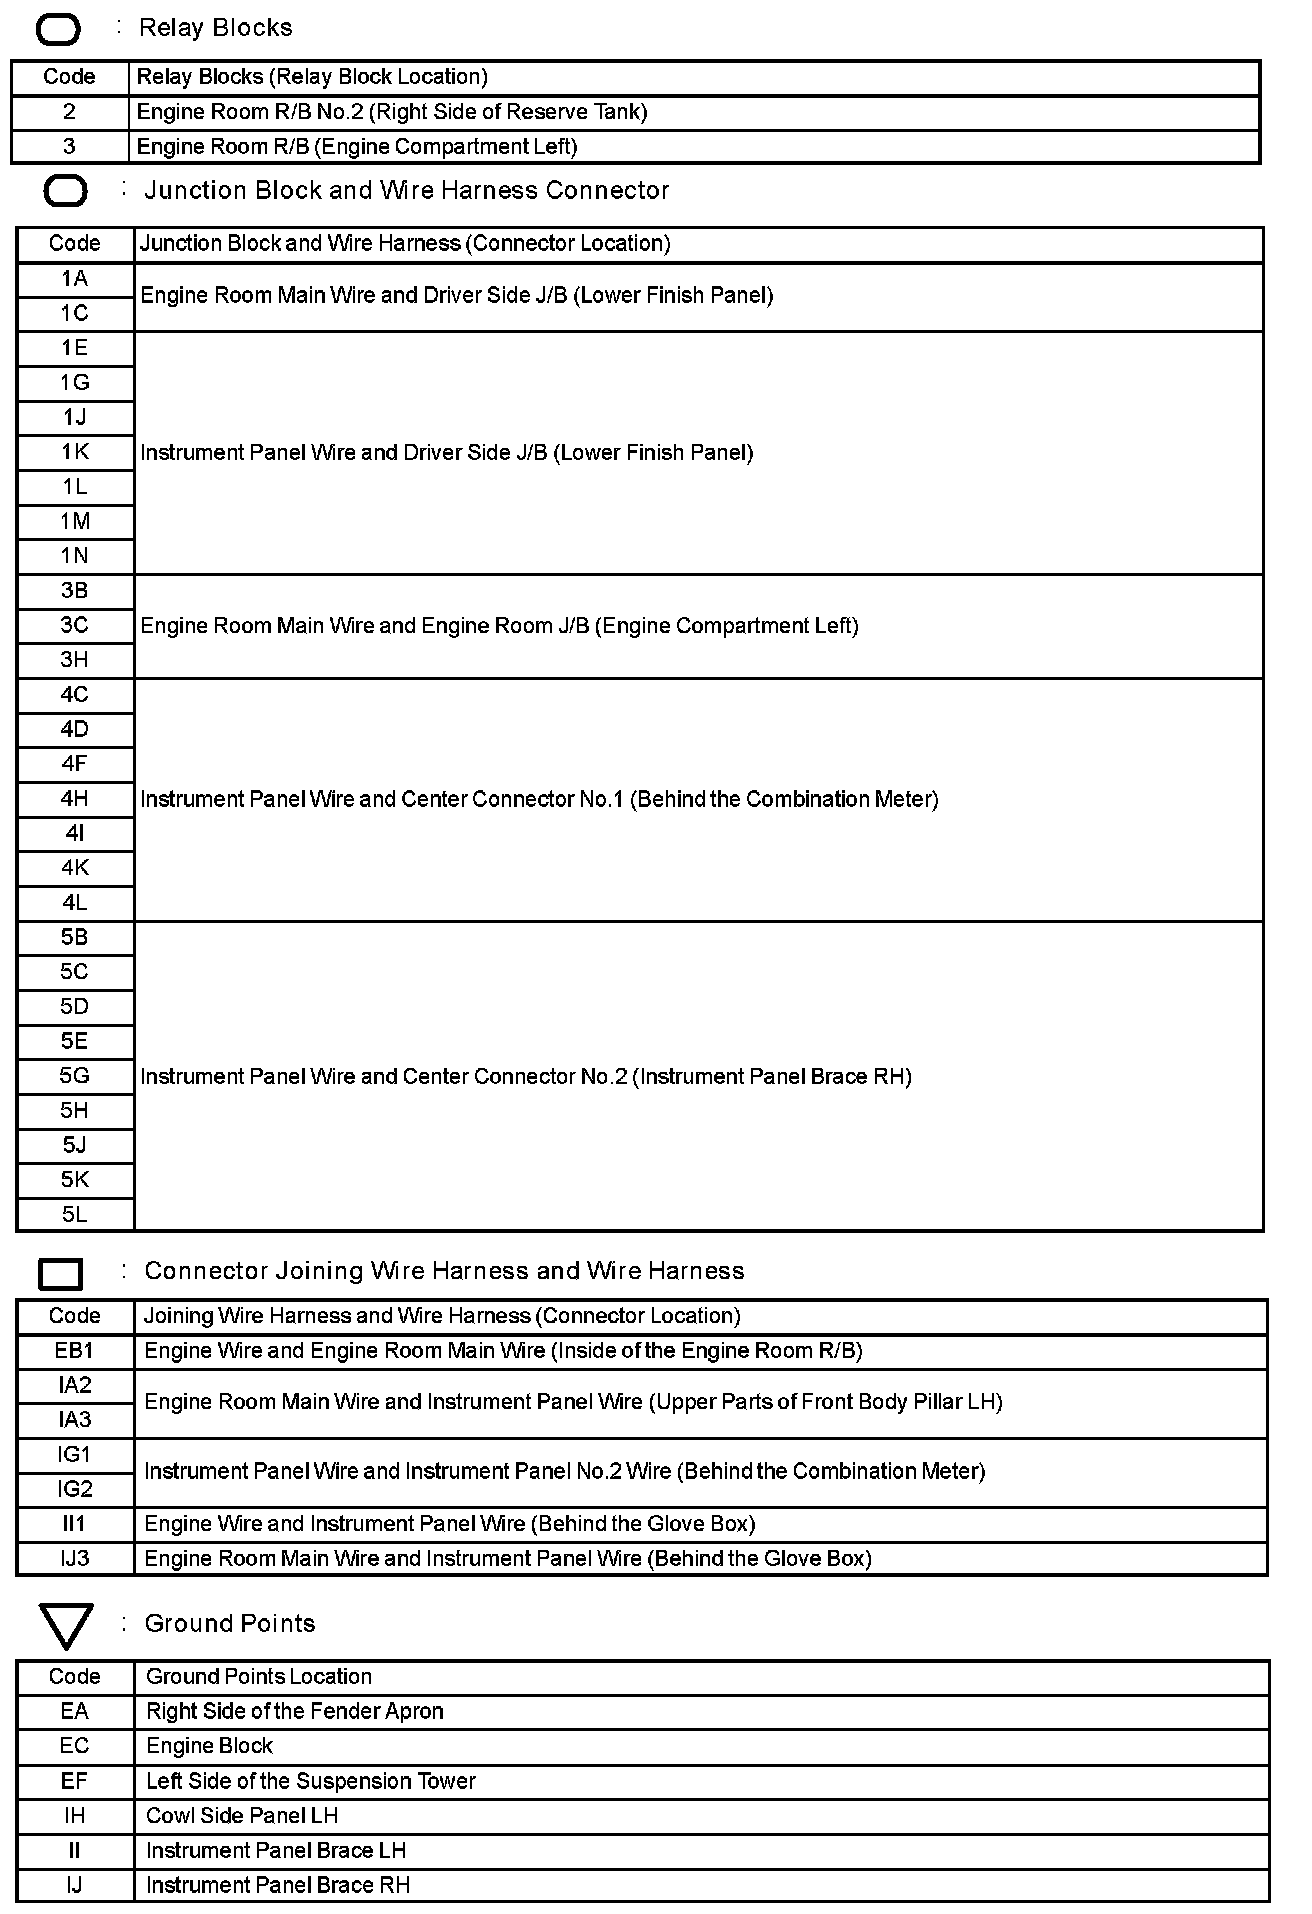 : Relay Blocks
Code Relay Blocks (Relay Block Location)
2 Engine Room R/B No.2 (Right Side of Reserve Tank)
3 Engine Room R/B (Engine Compartment Left)
: Junction Block and Wire Harness Connector
Code Junction Block and Wire Harness (Connector Location)
1A
Engine Room Main Wire and Driver Side J/B (Lower Finish Panel)
1C
1E
1G
1J
1K Instrument Panel Wire and Driver Side J/B (Lower Finish Panel)
1L
1M
1N
3B
3C Engine Room Main Wire and Engine Room J/B (Engine Compartment Left)
3H
4C
4D
4F
4H Instrument Panel Wire and Center Connector No.1 (Behind the Combination Meter)
4I
4K
4L
5B
5C
5D
5E
5G Instrument Panel Wire and Center Connector No.2 (Instrument Panel Brace RH)
5H
5J
5K
5L
: Connector Joining Wire Harness and Wire Harness
Code Joining Wire Harness and Wire Harness (Connector Location)
EB1 Engine Wire and Engine Room Main Wire (Inside of the Engine Room R/B)
IA2
Engine Room Main Wire and Instrument Panel Wire (Upper Parts of Front Body Pillar LH)
IA3
IG1
Instrument Panel Wire and Instrument Panel No.2 Wire (Behind the Combination Meter)
IG2
II1 Engine Wire and Instrument Panel Wire (Behind the Glove Box)
IJ3 Engine Room Main Wire and Instrument Panel Wire (Behind the Glove Box)
: Ground Points
Code Ground Points Location
EA Right Side of the Fender Apron
EC Engine Block
EF Left Side of the Suspension Tower
IH Cowl Side Panel LH
II Instrument Panel Brace LH
IJ Instrument Panel Brace RH